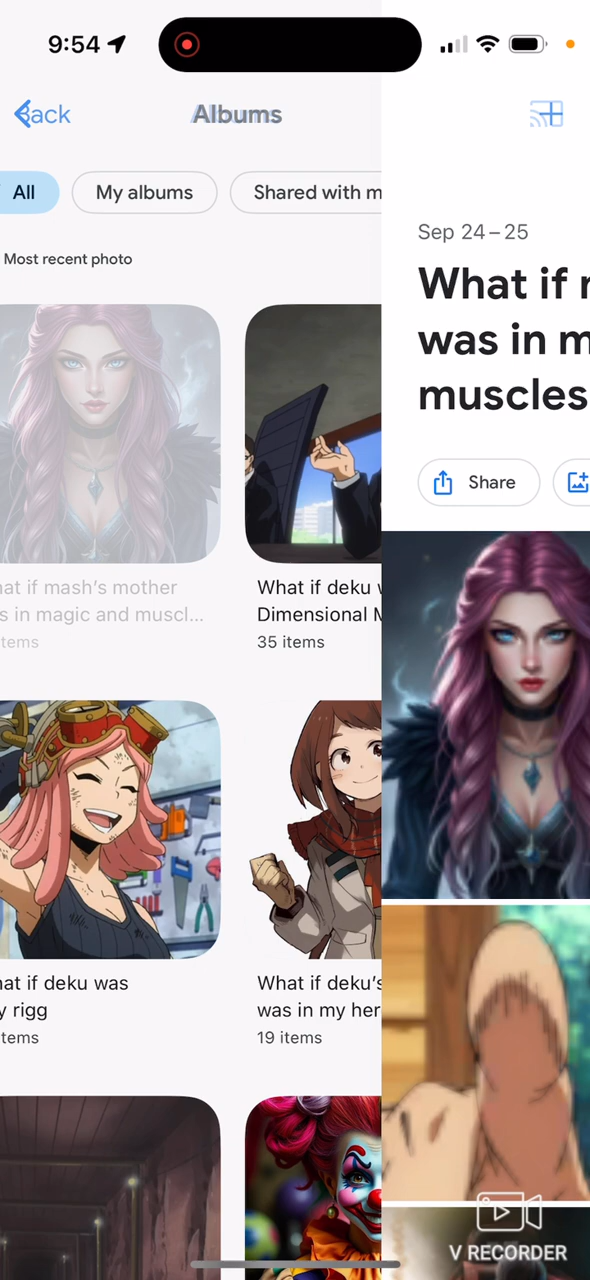 9:54
Back
Albums
All
My albums
Shared with m
Most recent photo
Sep 24–25
What if
was in m
muscles
Share
at if mash's mother
s in magic and muscl...
tems
What if deku
Dimensional M
35 items
at if deku was
y rigg
tems
What if deku's
was in my her
19 items
V RECORDER